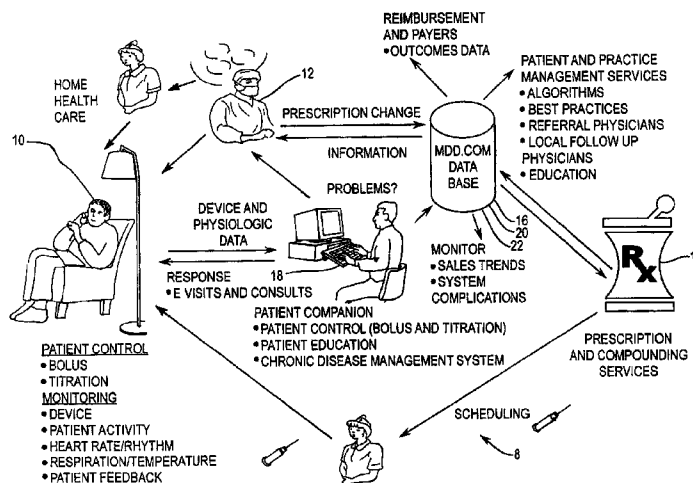 REIMBURSEMENT
AND PAYERS
• OUTCOMES DATA
PATIENT AND PRACTICE
MANAGEMENT SERVICES
• ALGORITHMS
• BEST PRACTICES
• REFERRAL PHYSICIANS
• LOCAL FOLLOW UP
PHYSICIANS
• EDUCATION
12
HOME
HEALTH
CARE
PRESCRIPTION CHANGE
INFORMATION
MDD.COM
DATA
BASE
10
PROBLEMS?
DEVICE AND
PHYSIOLOGIC
DATA
16
20
22
18
MONITOR
• SALES TRENDS
• SYSTEM
COMPLICATIONS
RX
RESPONSE
• E VISITS AND CONSULTS
PATIENT COMPANION
• PATIENT CONTROL (BOLUS AND TITRATION)
• PATIENT EDUCATION
• CHRONIC DISEASE MANAGEMENT SYSTEM
PRESCRIPTION
AND COMPOUNDING
SERVICES
PATIENT CONTROL
• BOLUS
• TITRATION
MONITORING
• DEVICE
• PATIENT ACTIVITY
• HEART RATE/RHYTHM
• RESPIRATION/TEMPERATURE
• PATIENT FEEDBACK
SCHEDULING
8